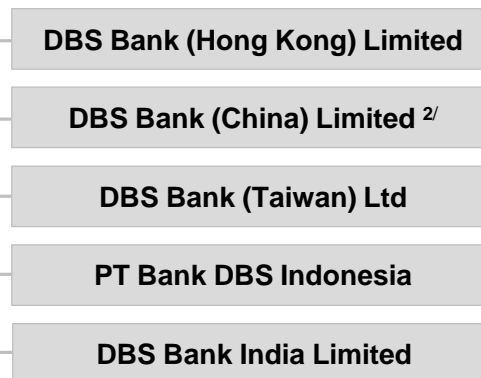 DBS Bank (Hong Kong) Limited
DBS Bank (China) Limited 2/
DBS Bank (Taiwan) Ltd
PT Bank DBS Indonesia
DBS Bank India Limited